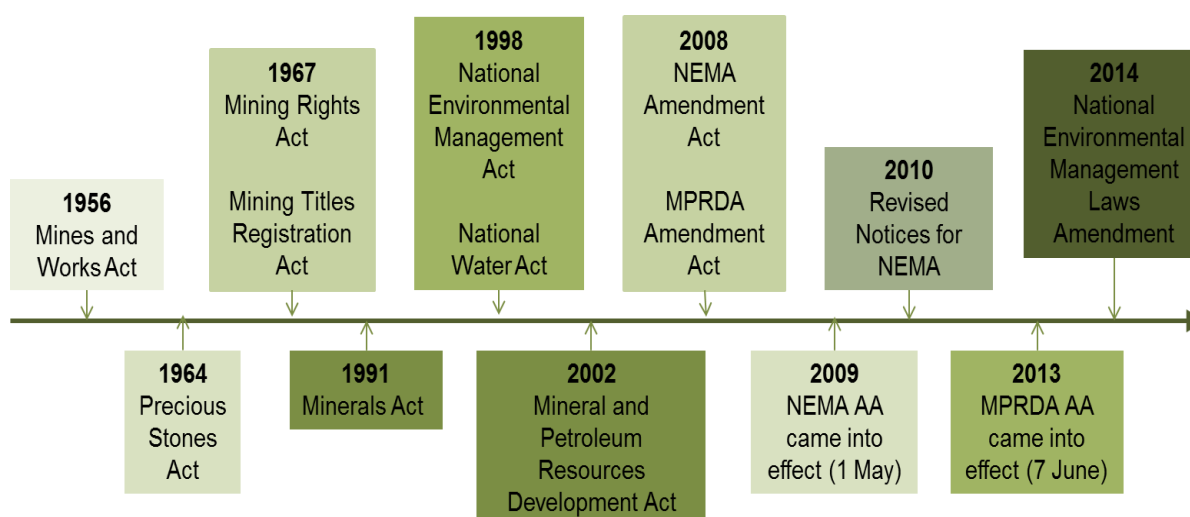 1956
Mines and
Works Act
1964
Precious
Stones
Act
1967
Mining Rights
Act
Mining Titles
Registration
Act
1991
Minerals Act
1998
National
Environmental
Management
Act
National
Water Act
2002
Mineral and
Petroleum
Resources
Development Act
2008
NEMA
Amendment
Act
MPRDA
Amendment
Act
2009
NEMA AA
came into
effect (1 May)
2010
Revised
Notices for
NEMA
2013
MPRDA AA
came into
effect (7 June)
2014
National
Environmental
Management
Laws
Amendment